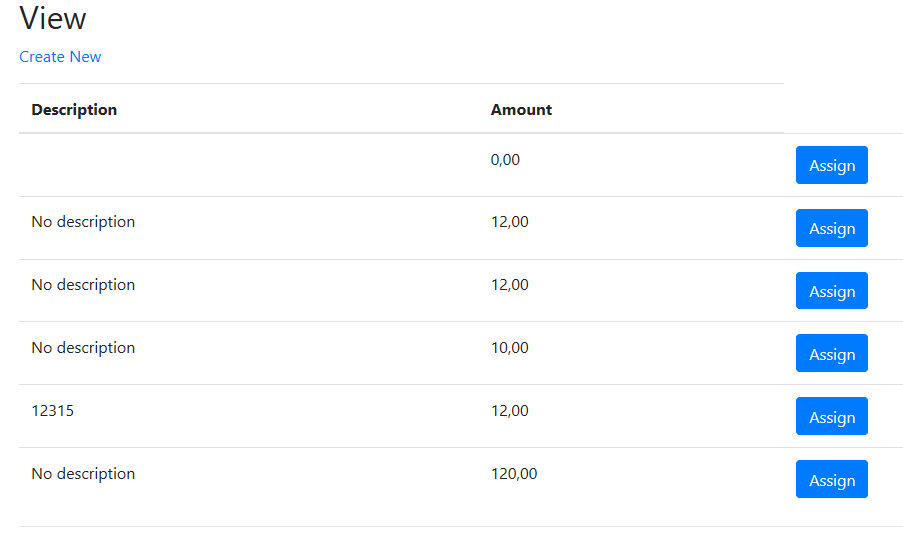 View
Create New
Description Amount
0,00 Assign
No description 12,00 Assign
No description 12,00 Assign
No description 10,00 Assign
12315 12,00 Assign
No description 120,00 Assign